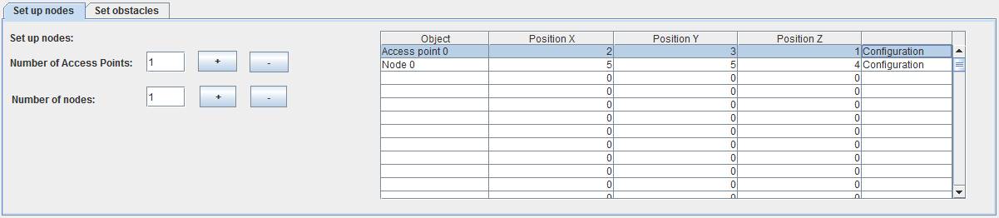 Set up nodes Set obstacles
Set up nodes:
Number of Access Points: 1 + -
Number of nodes: 1 + -
Object Position X Position Y Position Z
Access point 0 2 3 1 Configuration
Node 0 5 5 4 Configuration
0 0 0
0 0 0
0 0 0
0 0 0
0 0 0
0 0 0
0 0 0
0 0 0
0 0 0
0 0 0